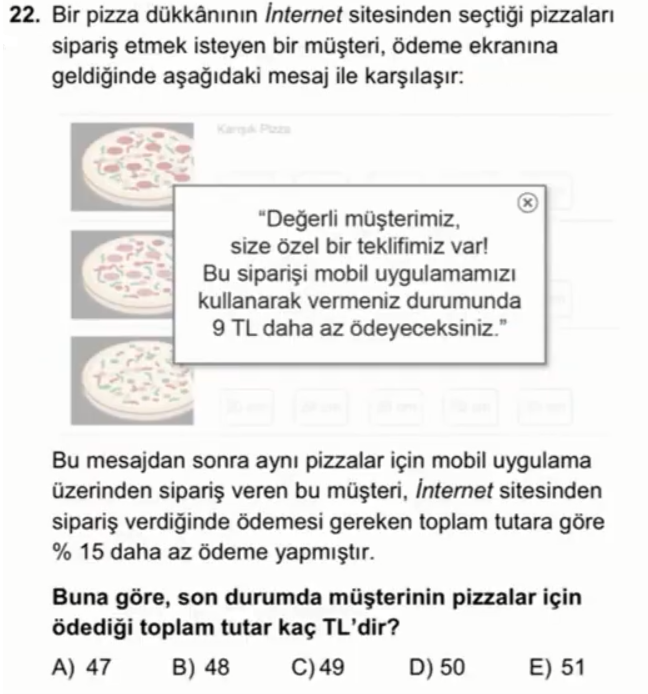 22. Bir pizza dükkânının İnternet sitesinden seçtiği pizzaları
sipariş etmek isteyen bir müşteri, ödeme ekranına
geldiğinde aşağıdaki mesaj ile karşılaşır:
Karışık Pizza
"Değerli müşterimiz,
size özel bir teklifimiz var!
Bu siparişi mobil uygulamamızı
kullanarak vermeniz durumunda
9 TL daha az ödeyeceksiniz."
Bu mesajdan sonra aynı pizzalar için mobil uygulama
üzerinden sipariş veren bu müşteri, İnternet sitesinden
sipariş verdiğinde ödemesi gereken toplam tutara göre
% 15 daha az ödeme yapmıştır.
Buna göre, son durumda müşterinin pizzalar için
ödediği toplam tutar kaç TL'dir?
A) 47 B) 48 C) 49 D) 50 E) 51